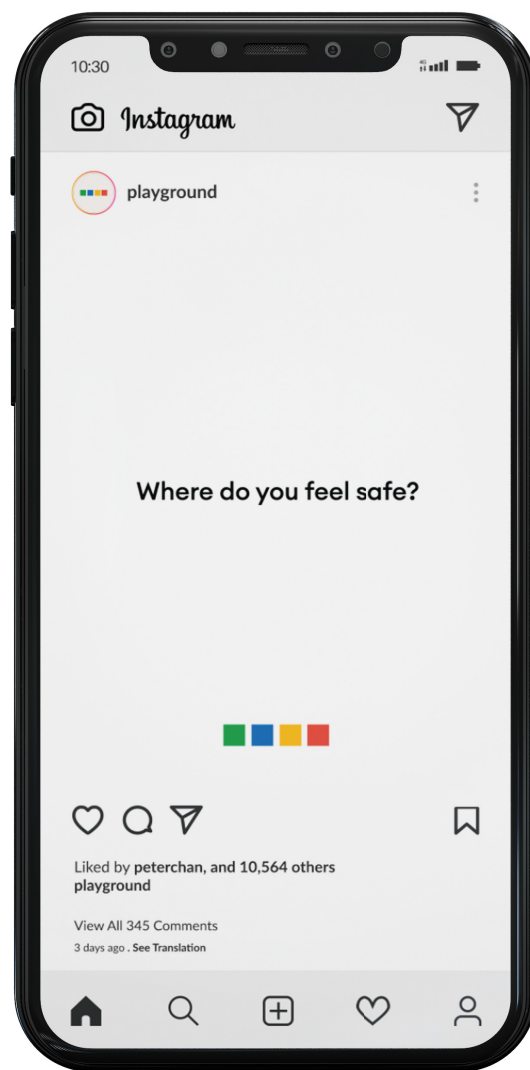 10:30
Instagram
playground
Where do you feel safe?
Liked by peterchan, and 10,564 others
playground
View All 345 Comments
3 days ago . See Translation